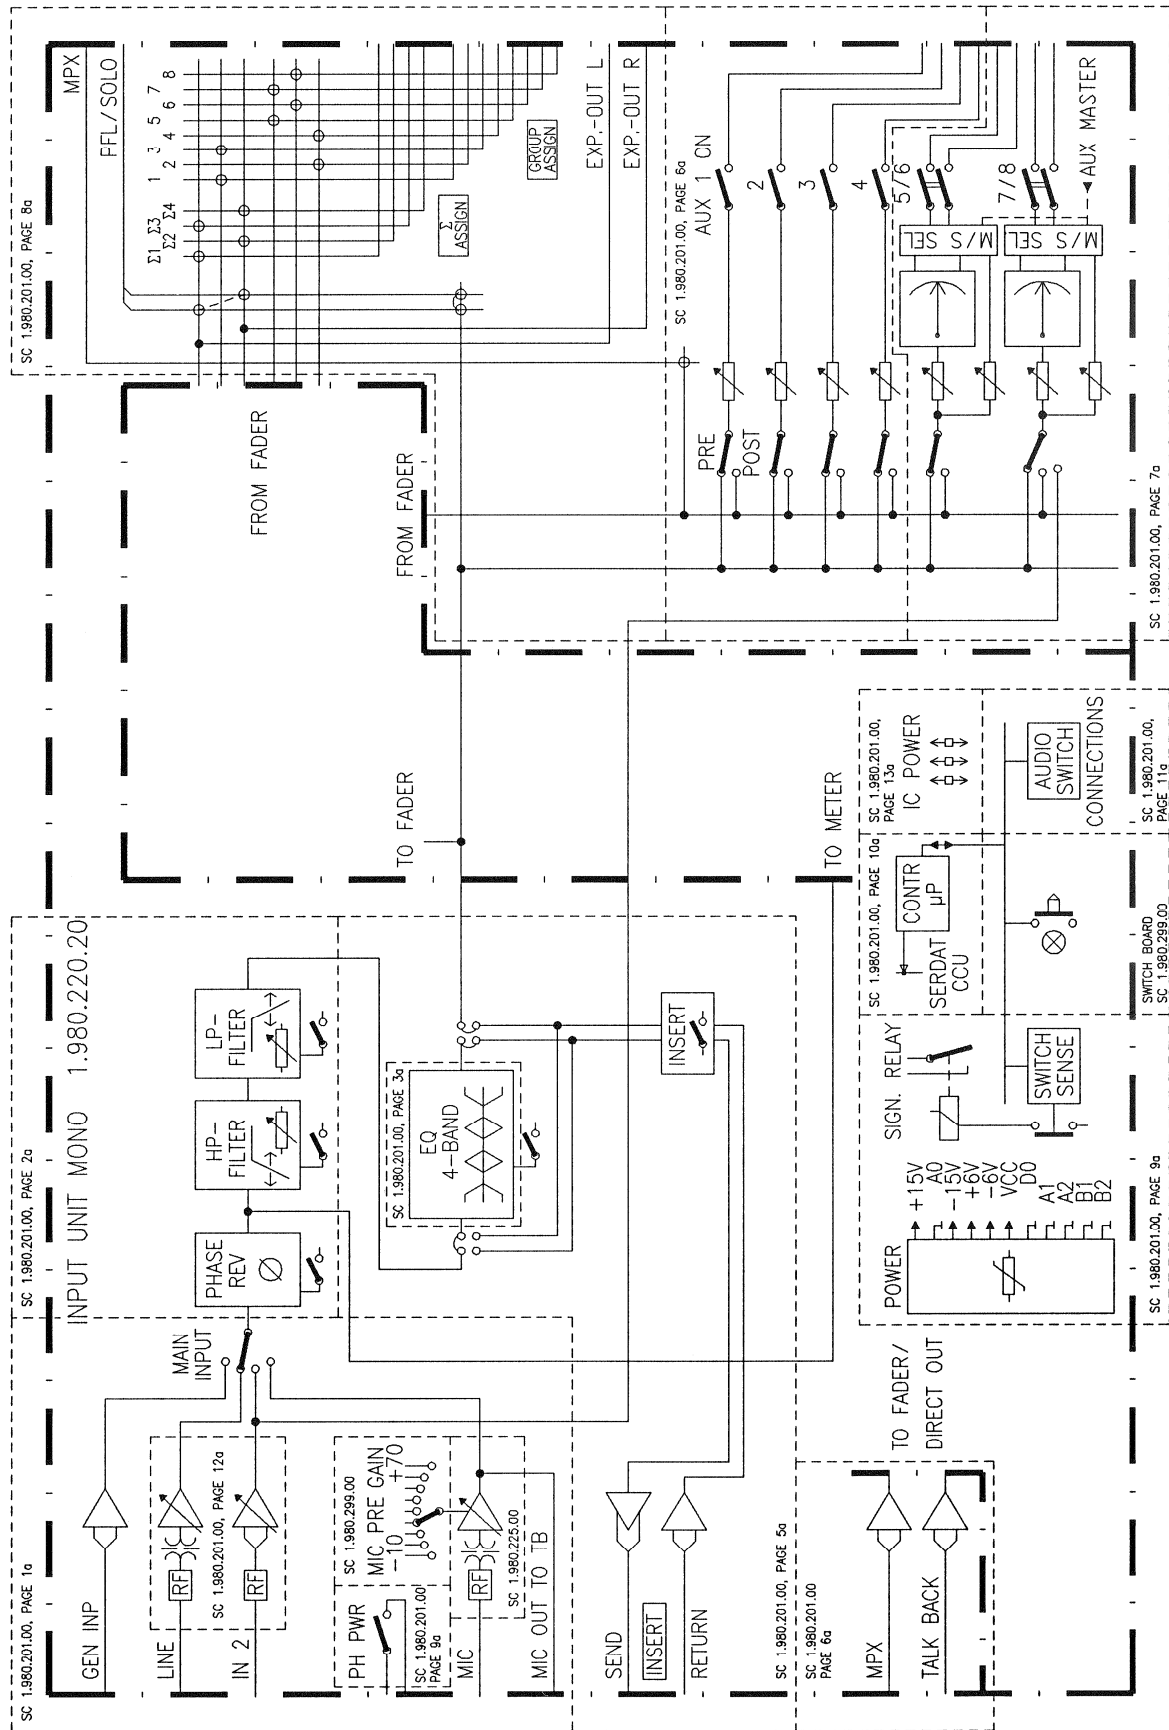 SC 1.980.201.00, PAGE 1a
GEN INP
LINE
RF
SC 1.980.201.00, PAGE 12a
IN 2
RF
MAIN
INPUT
PH PWR
SC 1.980.201.00
PAGE 9a
SC 1.980.299.00
MIC PRE GAIN
-10
+70
MIC
RF
SC 1.980.225.00
MIC OUT TO TB
SEND
INSERT
RETURN
SC 1.980.201.00, PAGE 5a
SC 1.980.201.00
PAGE 6a
MPX
TALK BACK
TO FADER/
DIRECT OUT
SC 1.980.201.00, PAGE 2a
INPUT UNIT MONO 1.980.220.20
PHASE
REV
HP-
FILTER
LP-
FILTER
SC 1.980.201.00, PAGE 3a
EQ
4-BAND
INSERT
TO FADER
TO METER
POWER
+15V
A0
-15V
+6V
-6V
VCC
D0
A1
A2
B1
B2
SC 1.980.201.00, PAGE 9a
SIGN. RELAY
SWITCH
SENSE
SC 1.980.201.00, PAGE 10a
CONTR
µP
SERDAT
CCU
SWITCH BOARD
SC 1.980.299.00
SC 1.980.201.00,
PAGE 13a
IC POWER
AUDIO
SWITCH
CONNECTIONS
SC 1.980.201.00,
PAGE 11a
FROM FADER
FROM FADER
SC 1.980.201.00, PAGE 8a
MPX
FFL/SOLO
Σ1
Σ2
Σ3
Σ4
1
2
3
4
5
6
7
8
Σ
ASSIGN
GROUP
ASSIGN
EXP.-OUT L
EXP.-OUT R
SC 1.980.201.00, PAGE 6a
AUX 1 ON
PRE
POST
2
3
4
5/6
M/S SEL
7/8
M/S SEL
AUX MASTER
SC 1.980.201.00, PAGE 7a